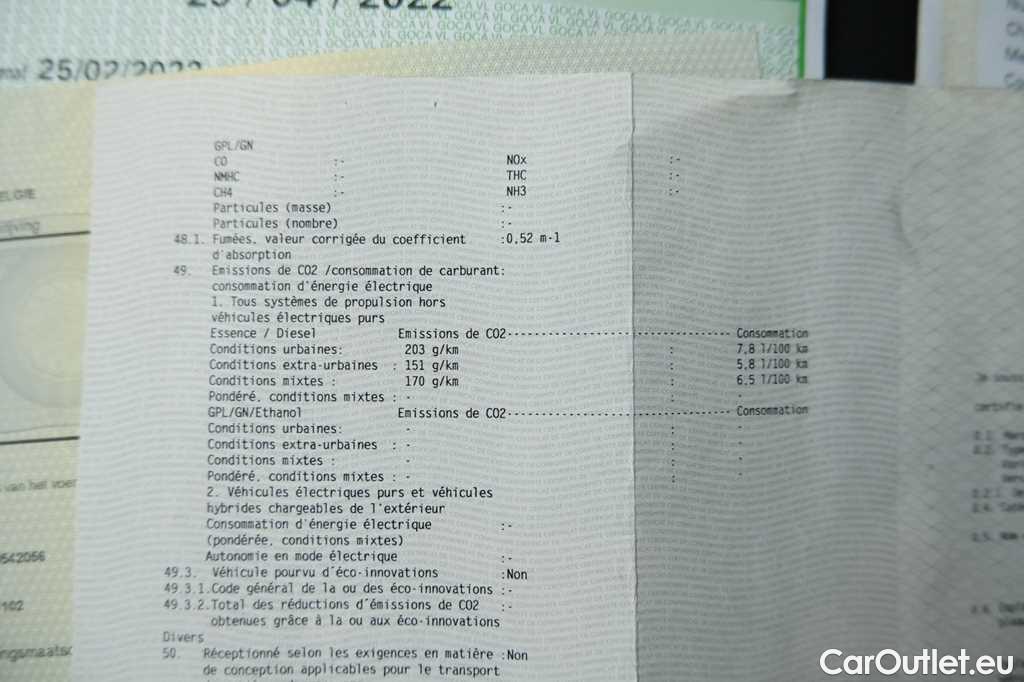 25/02/2022
GPL/GN
CO :- NOx :-
NMHC :- THC :-
CH4 :- NH3 :-
Particules (masse) :-
Particules (nombre) :-
48.1. Fumées, valeur corrigée du coefficient :0,52 m-1
d'absorption
49. Emissions de CO2 /consommation de carburant:
consommation d'énergie électrique
1. Tous systèmes de propulsion hors
véhicules électriques purs
Essence / Diesel Emissions de CO2------------------------------ Consommation
Conditions urbaines: 203 g/km : 7,8 l/100 km
Conditions extra-urbaines : 151 g/km : 5,8 l/100 km
Conditions mixtes : 170 g/km : 6,5 l/100 km
Pondéré, conditions mixtes : - :
GPL/GN/Ethanol Emissions de CO2------------------------------ Consommation
Conditions urbaines: - : -
Conditions extra-urbaines : - : -
Conditions mixtes : - : -
Pondéré, conditions mixtes : - :
2. Véhicules électriques purs et véhicules
hybrides chargeables de l'extérieur
Consommation d'énergie électrique :-
(pondérée, conditions mixtes)
Autonomie en mode électrique :-
49.3. Véhicule pourvu d'éco-innovations :Non
49.3.1.Code général de la ou des éco-innovations :-
49.3.2.Total des réductions d'émissions de CO2 :-
obtenues grâce à la ou aux éco-innovations
Divers
50. Réceptionné selon les exigences en matière :Non
de conception applicables pour le transport
van het voer
542056
102
CarOutlet.eu